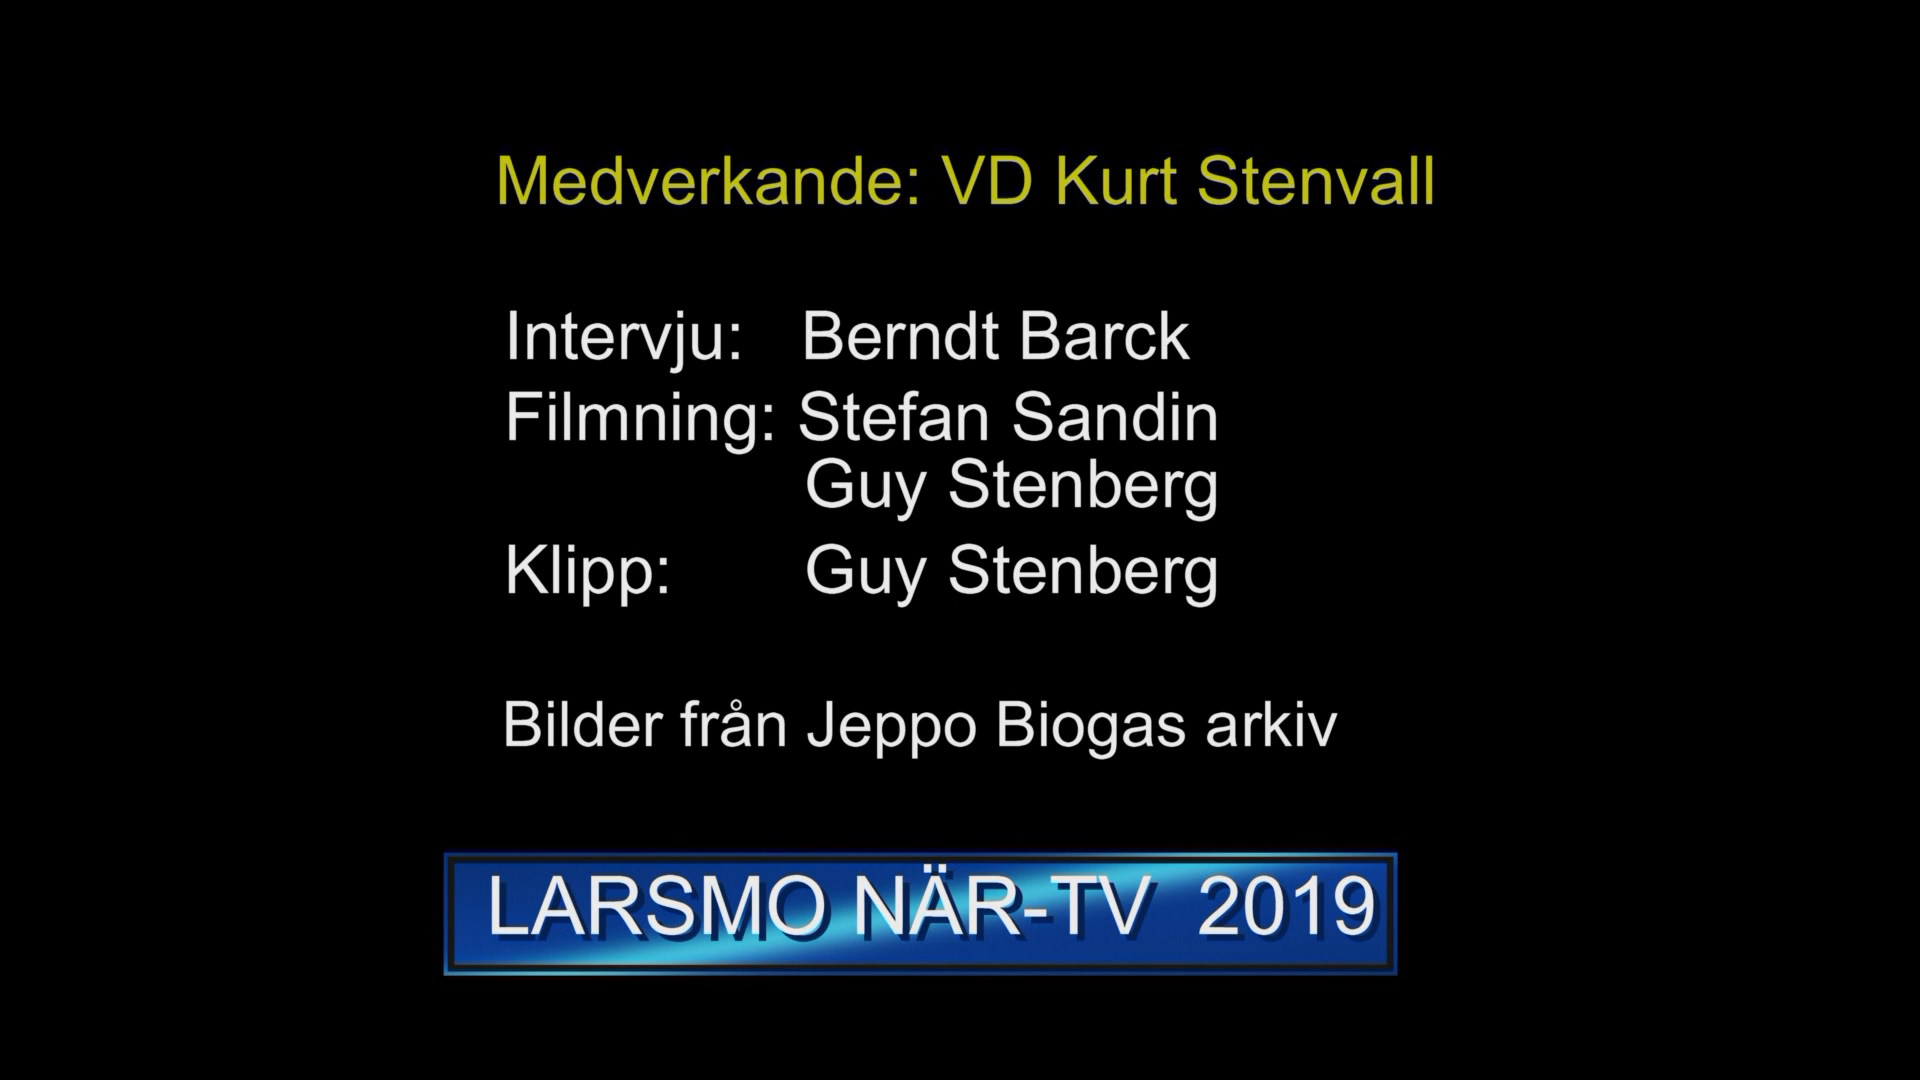 Medverkande: VD Kurt Stenvall
Intervju: Berndt Barck
Filmning: Stefan Sandin
Guy Stenberg
Klipp: Guy Stenberg
Bilder från Jeppo Biogas arkiv
LARSMO NÄR-TV 2019